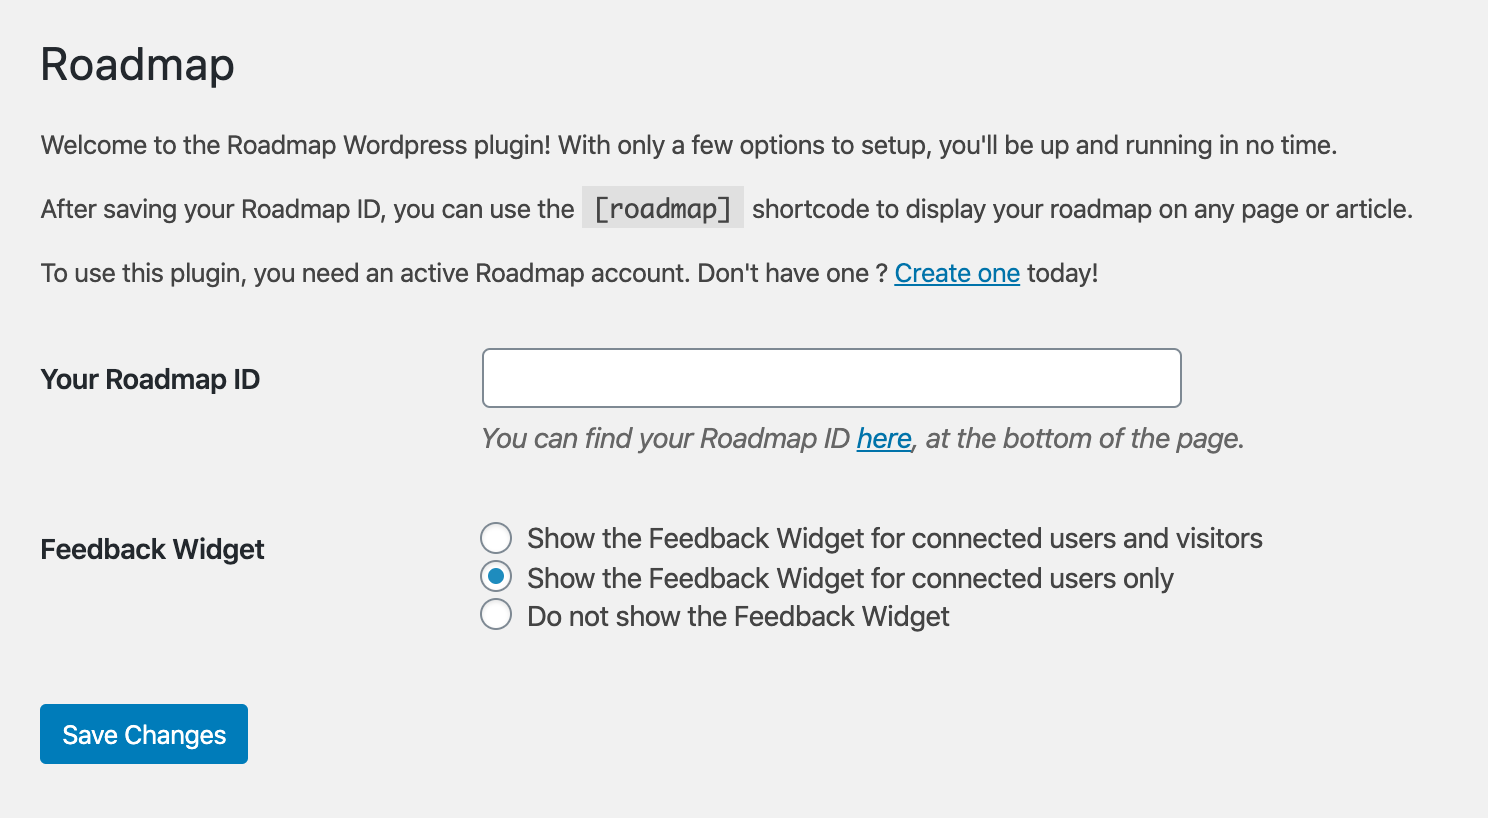 Roadmap
Welcome to the Roadmap Wordpress plugin! With only a few options to setup, you'll be up and running in no time.
After saving your Roadmap ID, you can use the [roadmap] shortcode to display your roadmap on any page or article.
To use this plugin, you need an active Roadmap account. Don't have one ? Create one today!
Your Roadmap ID
You can find your Roadmap ID here, at the bottom of the page.
Feedback Widget
Show the Feedback Widget for connected users and visitors
Show the Feedback Widget for connected users only
Do not show the Feedback Widget
Save Changes